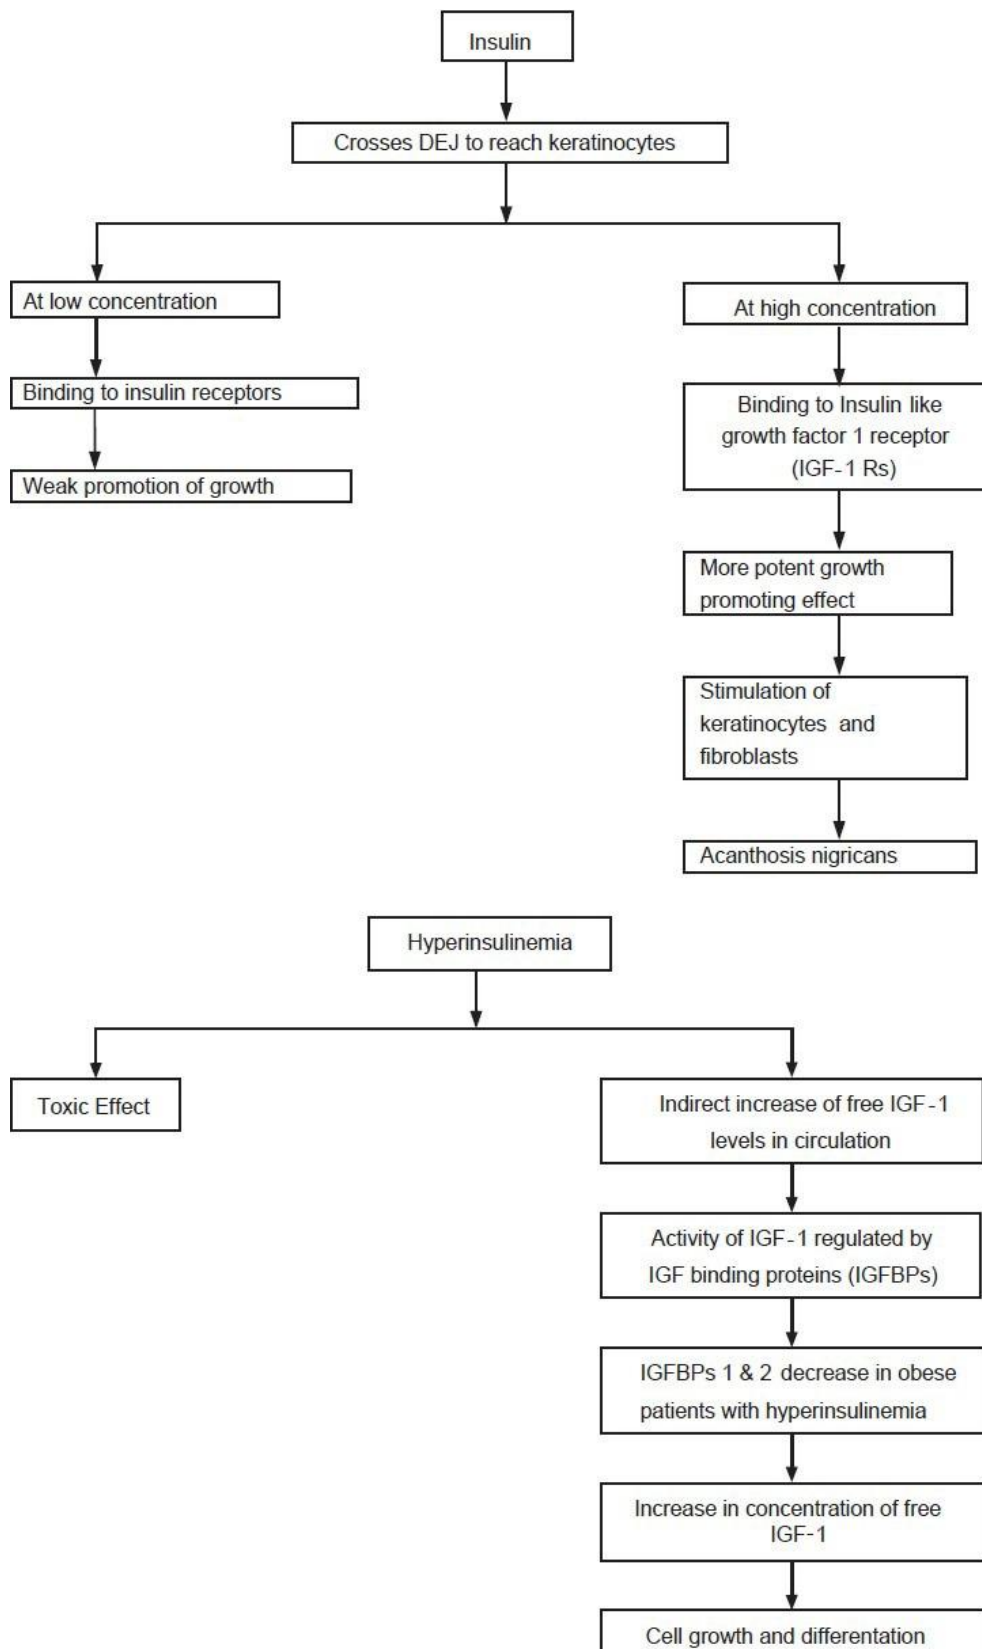 Insulin
Crosses DEJ to reach keratinocytes
At low concentration
Binding to insulin receptors
Weak promotion of growth
At high concentration
Binding to Insulin like
growth factor 1 receptor
(IGF-1 Rs)
More potent growth
promoting effect
Stimulation of
keratinocytes and
fibroblasts
Acanthosis nigricans
Hyperinsulinemia
Toxic Effect
Indirect increase of free IGF-1
levels in circulation
Activity of IGF-1 regulated by
IGF binding proteins (IGFBPs)
IGFBPs 1 & 2 decrease in obese
patients with hyperinsulinemia
Increase in concentration of free
IGF-1
Cell growth and differentation